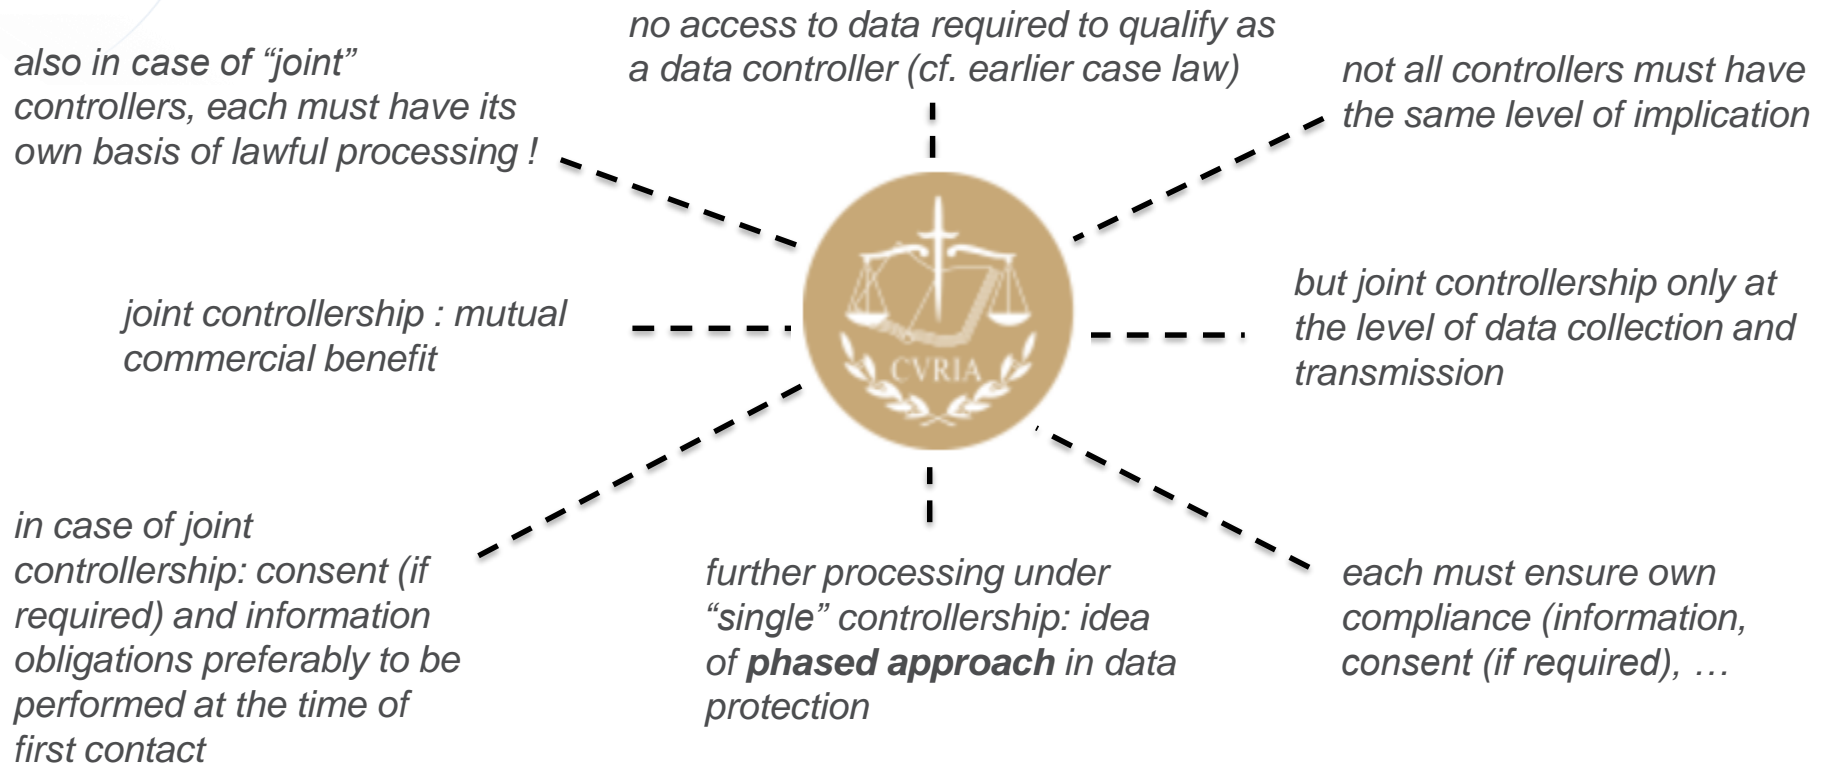 no access to data required to qualify as
a data controller (cf. earlier case law)
also in case of “joint”
controllers, each must have its
own basis of lawful processing !
not all controllers must have
the same level of implication
joint controllership : mutual
commercial benefit
CVRIA
but joint controllership only at
the level of data collection and
transmission
in case of joint
controllership: consent (if
required) and information
obligations preferably to be
performed at the time of
first contact
further processing under
“single” controllership: idea
of phased approach in data
protection
each must ensure own
compliance (information,
consent (if required), …